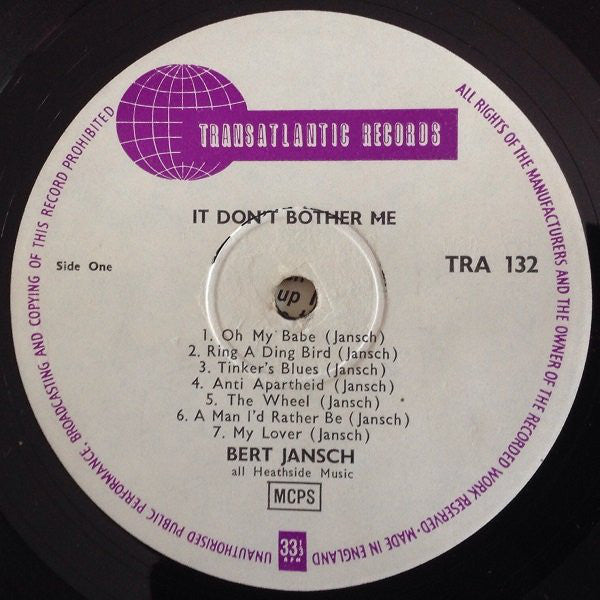 TRANSATLANTIC RECORDS
IT DON'T BOTHER ME
Side One
TRA 132
up
1. Oh My Babe (Jansch)
2. Ring A Ding Bird (Jansch)
3. Tinker's Blues (Jansch)
4. Anti Apartheid (Jansch)
5. The Wheel (Jansch)
6. A Man I'd Rather Be (Jansch)
7. My Lover (Jansch)
BERT JANSCH
all Heathside Music
MCPS
33⅓
RPM
ALL RIGHTS OF THE MANUFACTURERS AND THE OWNER OF THE RECORDED WORK RESERVED·MADE IN ENGLAND
UNAUTHORISED PUBLIC PERFORMANCE, BROADCASTING AND COPYING OF THIS RECORD PROHIBITED